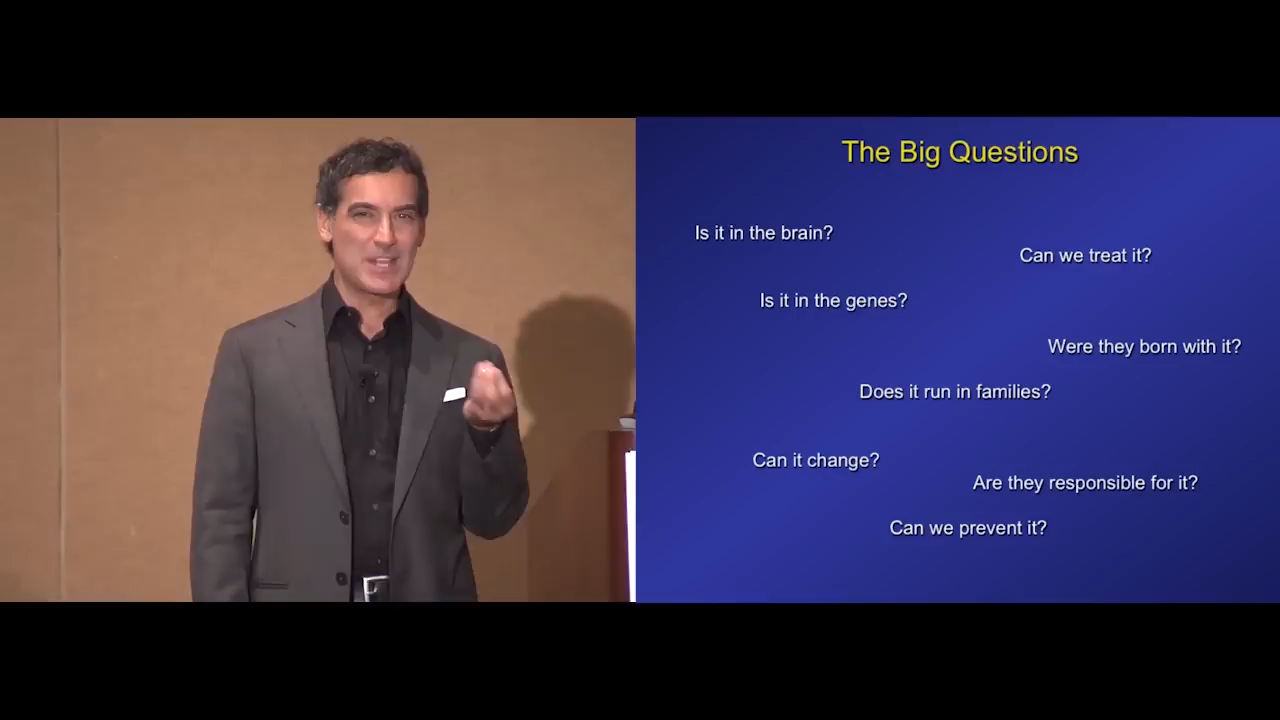 The Big Questions
Is it in the brain?
Can we treat it?
Is it in the genes?
Were they born with it?
Does it run in families?
Can it change?
Are they responsible for it?
Can we prevent it?